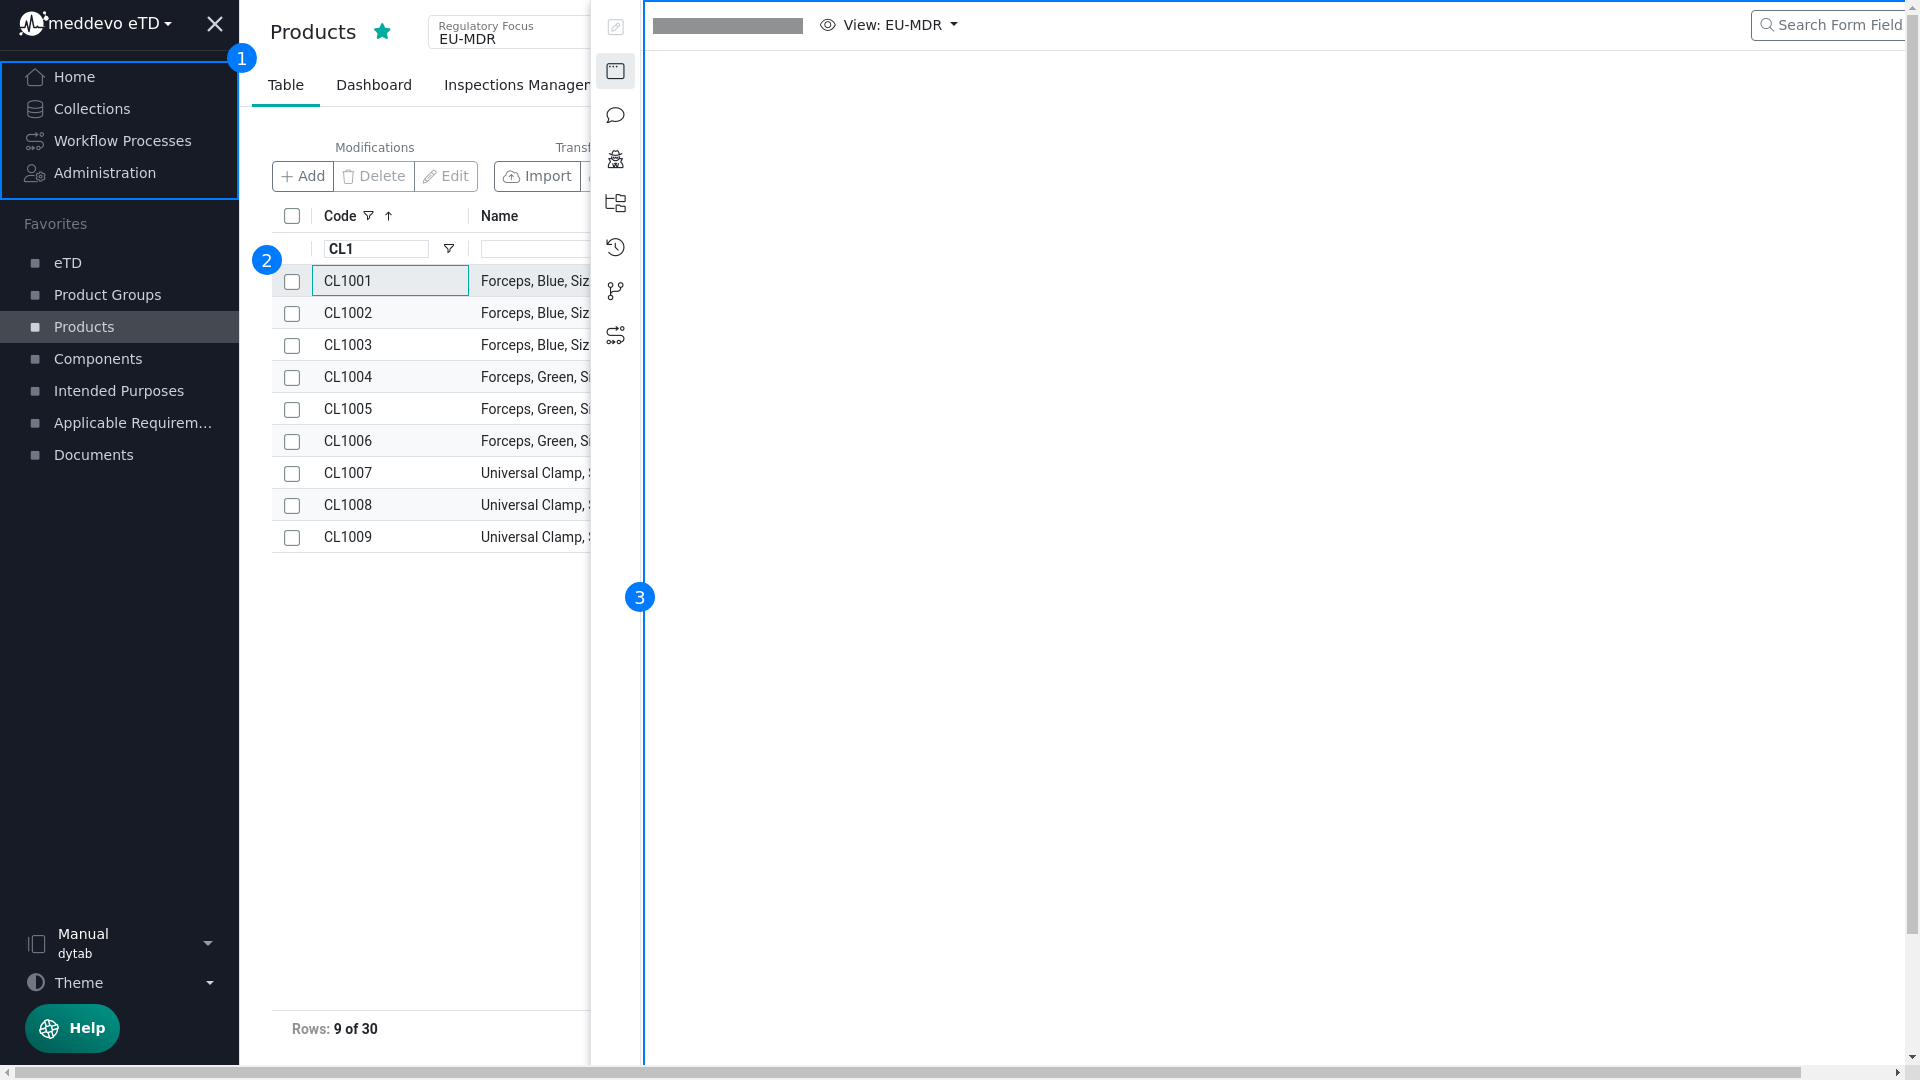 meddevo eTD
Home
Collections
Workflow Processes
Administration
Favorites
eTD
Product Groups
Products
Components
Intended Purposes
Applicable Requirem...
Documents
Manual
dytab
Theme
Help
1
2
3
Products
Regulatory Focus
EU-MDR
Table
Dashboard
Inspections Manager
Modifications
Transf
Add
Delete
Edit
Import
Code
Name
CL1
CL1001
Forceps, Blue, Siz
CL1002
Forceps, Blue, Siz
CL1003
Forceps, Blue, Siz
CL1004
Forceps, Green, Si
CL1005
Forceps, Green, Si
CL1006
Forceps, Green, Si
CL1007
Universal Clamp,
CL1008
Universal Clamp,
CL1009
Universal Clamp,
Rows: 9 of 30
View: EU-MDR
Search Form Field